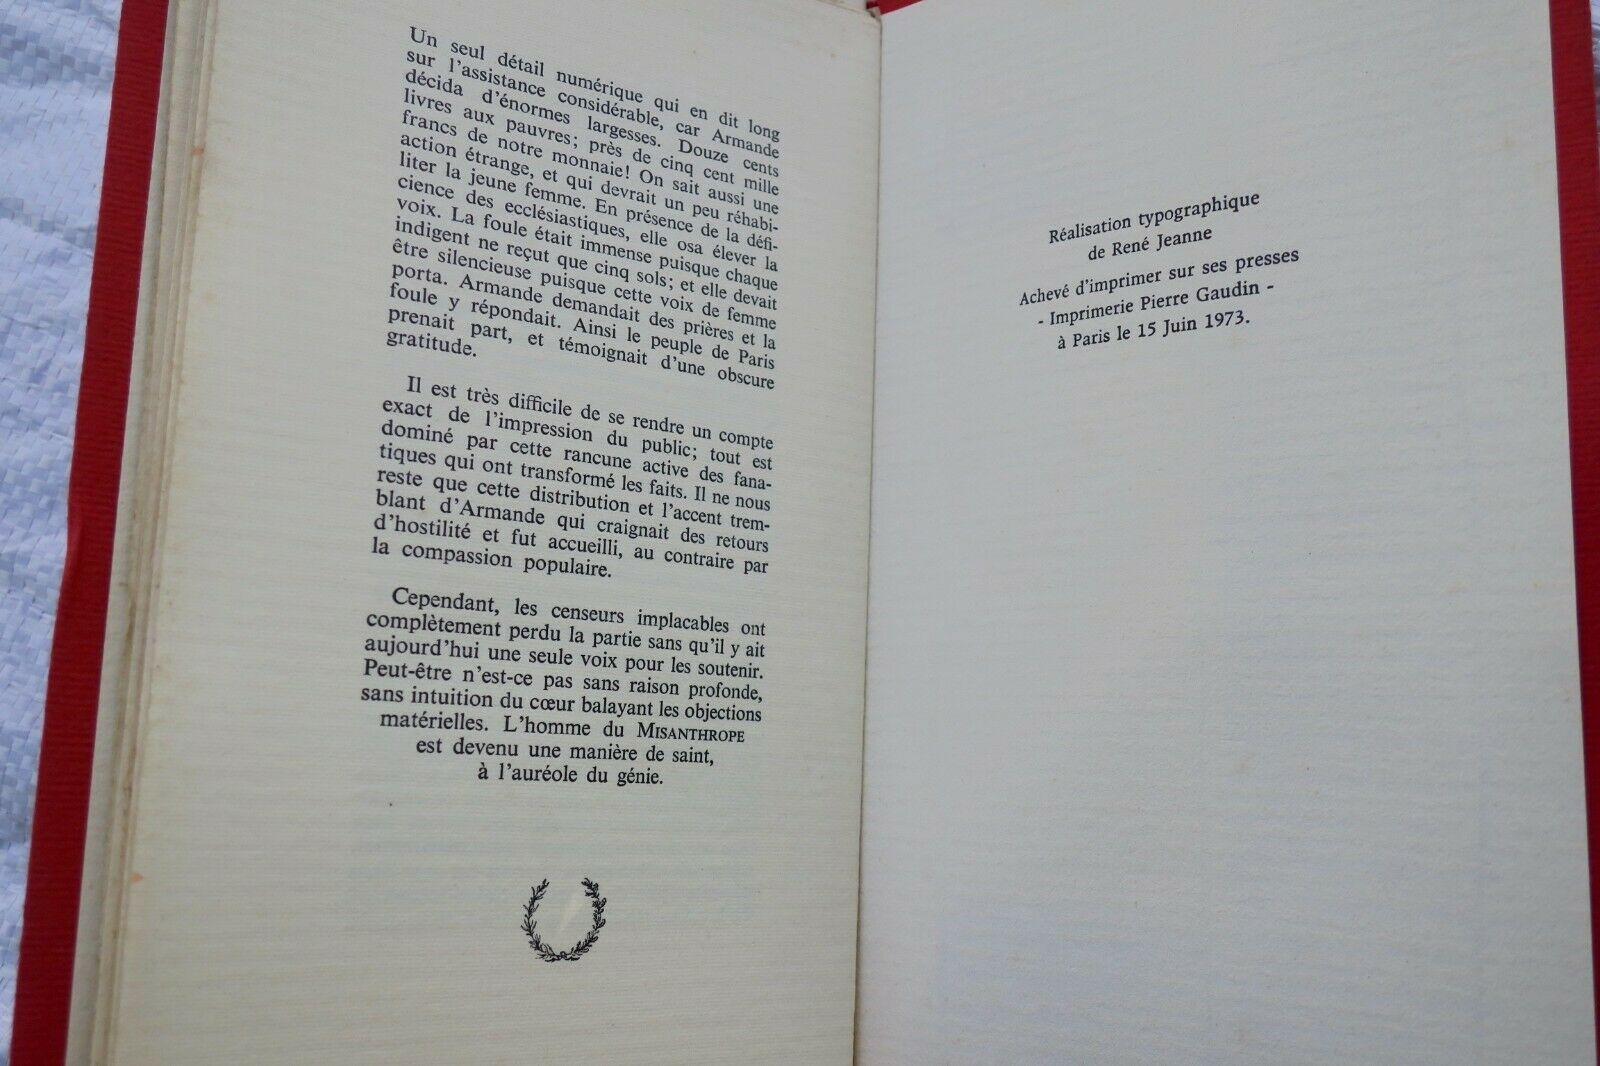 Un seul détail numérique qui en dit long
sur l'assistance considérable, car Armande
décida d'énormes largesses. Douze cents
livres aux pauvres; près de cinq cent mille
francs de notre monnaie! On sait aussi une
action étrange, et qui devrait un peu réhabi-
liter la jeune femme. En présence de la défi-
cience des ecclésiastiques, elle osa élever la
voix. La foule était immense puisque chaque
indigent ne reçut que cinq sols; et elle devait
être silencieuse puisque cette voix de femme
porta. Armande demandait des prières et la
foule y répondait. Ainsi le peuple de Paris
prenait part, et témoignait d'une obscure
gratitude.
Il est très difficile de se rendre un compte
exact de l'impression du public; tout est
dominé par cette rancune active des fana-
tiques qui ont transformé les faits. Il ne nous
reste que cette distribution et l'accent trem-
blant d'Armande qui craignait des retours
d'hostilité et fut accueilli, au contraire par
la compassion populaire.
Cependant, les censeurs implacables ont
complètement perdu la partie sans qu'il y ait
aujourd'hui une seule voix pour les soutenir.
Peut-être n'est-ce pas sans raison profonde,
sans intuition du cœur balayant les objections
matérielles. L'homme du MISANTHROPE
est devenu une manière de saint,
à l'auréole du génie.
Réalisation typographique
de René Jeanne
Achevé d'imprimer sur ses presses
- Imprimerie Pierre Gaudin -
à Paris le 15 Juin 1973.